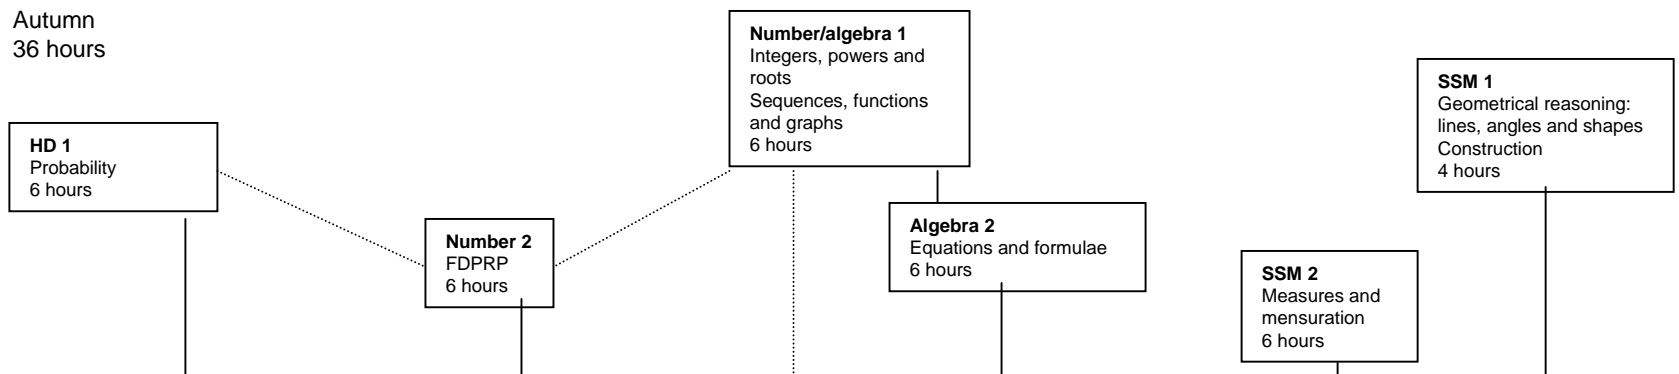 Autumn
36 hours
HD 1
Probability
6 hours
Number 2
FDPRP
6 hours
Number/algebra 1
Integers, powers and
roots
Sequences, functions
and graphs
6 hours
Algebra 2
Equations and formulae
6 hours
SSM 2
Measures and
mensuration
6 hours
SSM 1
Geometrical reasoning:
lines, angles and shapes
Construction
4 hours